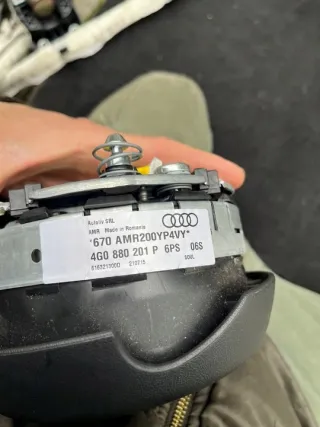 Autoliv SRL
AMR Made in Romania
*670 AMR200YP4VY*
4G0 880 201 P 6PS 06S